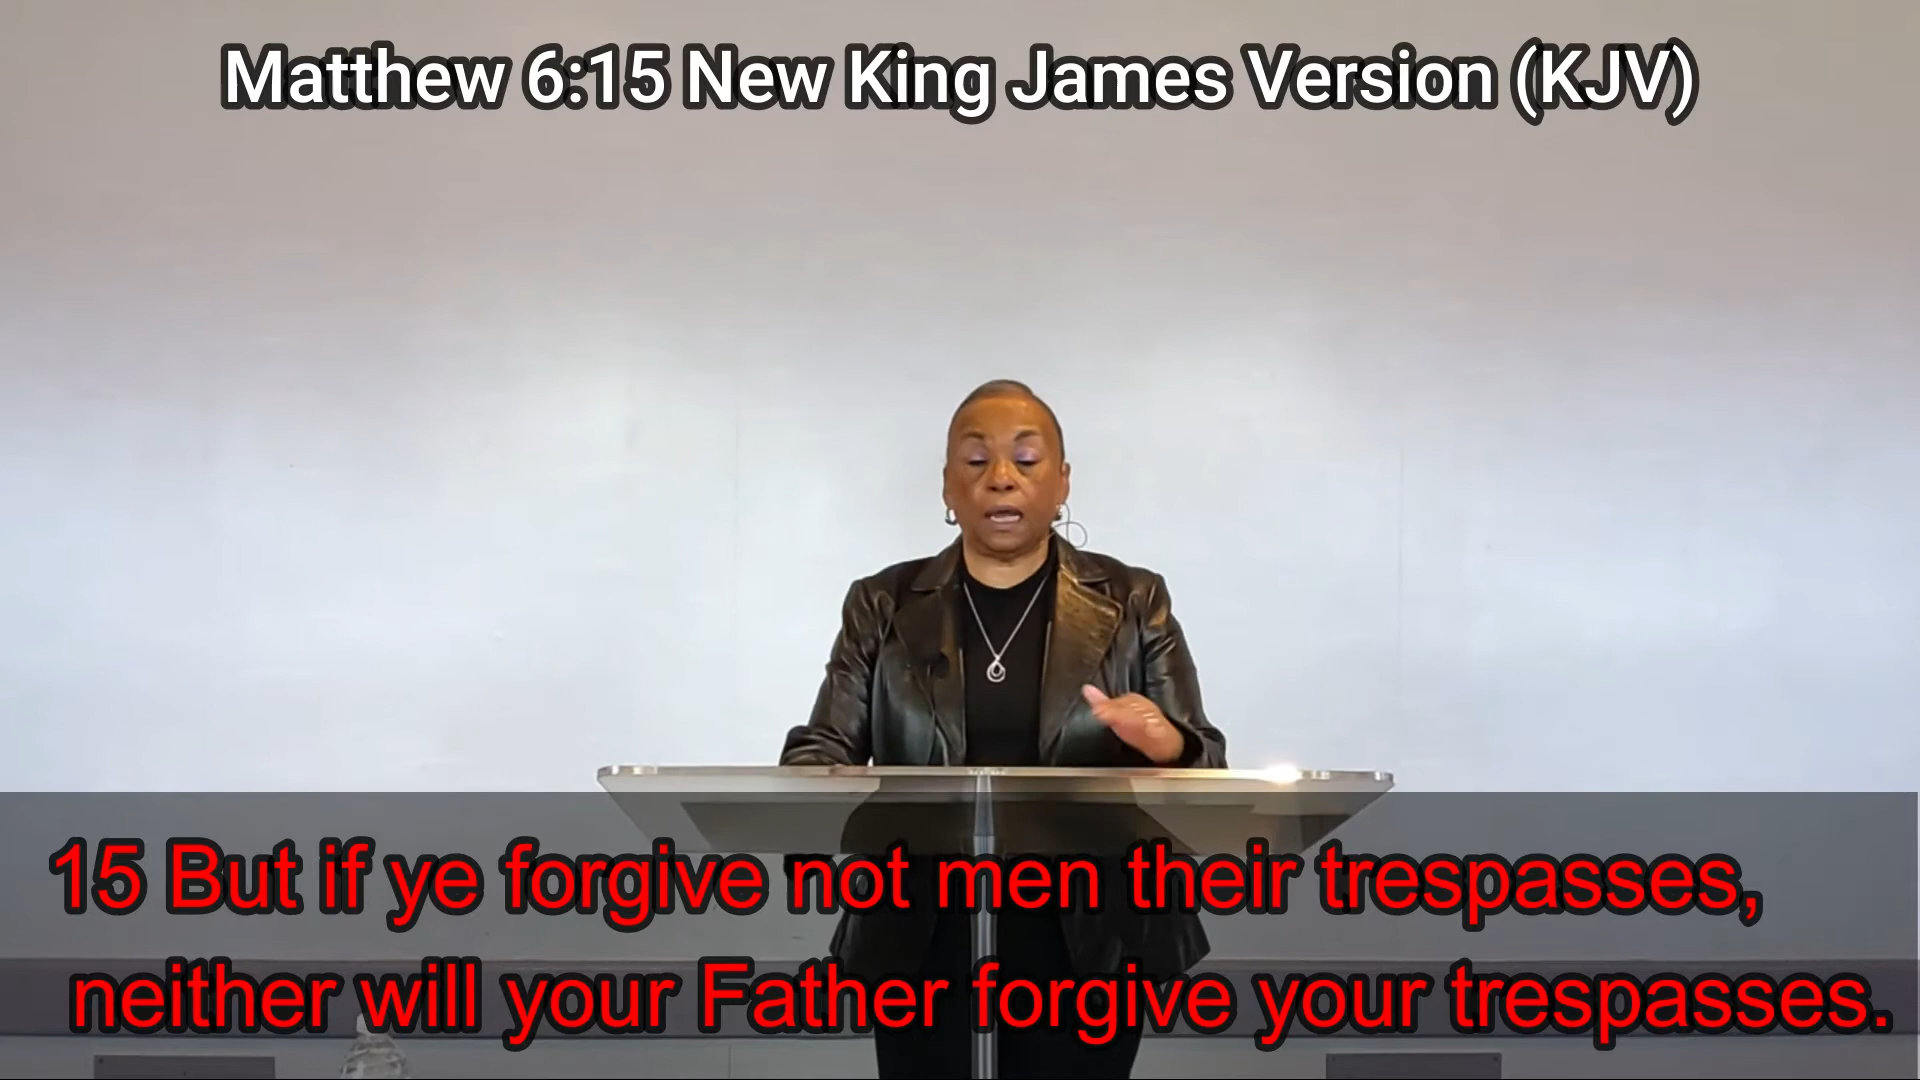 Matthew 6:15 New King James Version (KJV)
15 But if ye forgive not men their trespasses,
neither will your Father forgive your trespasses.